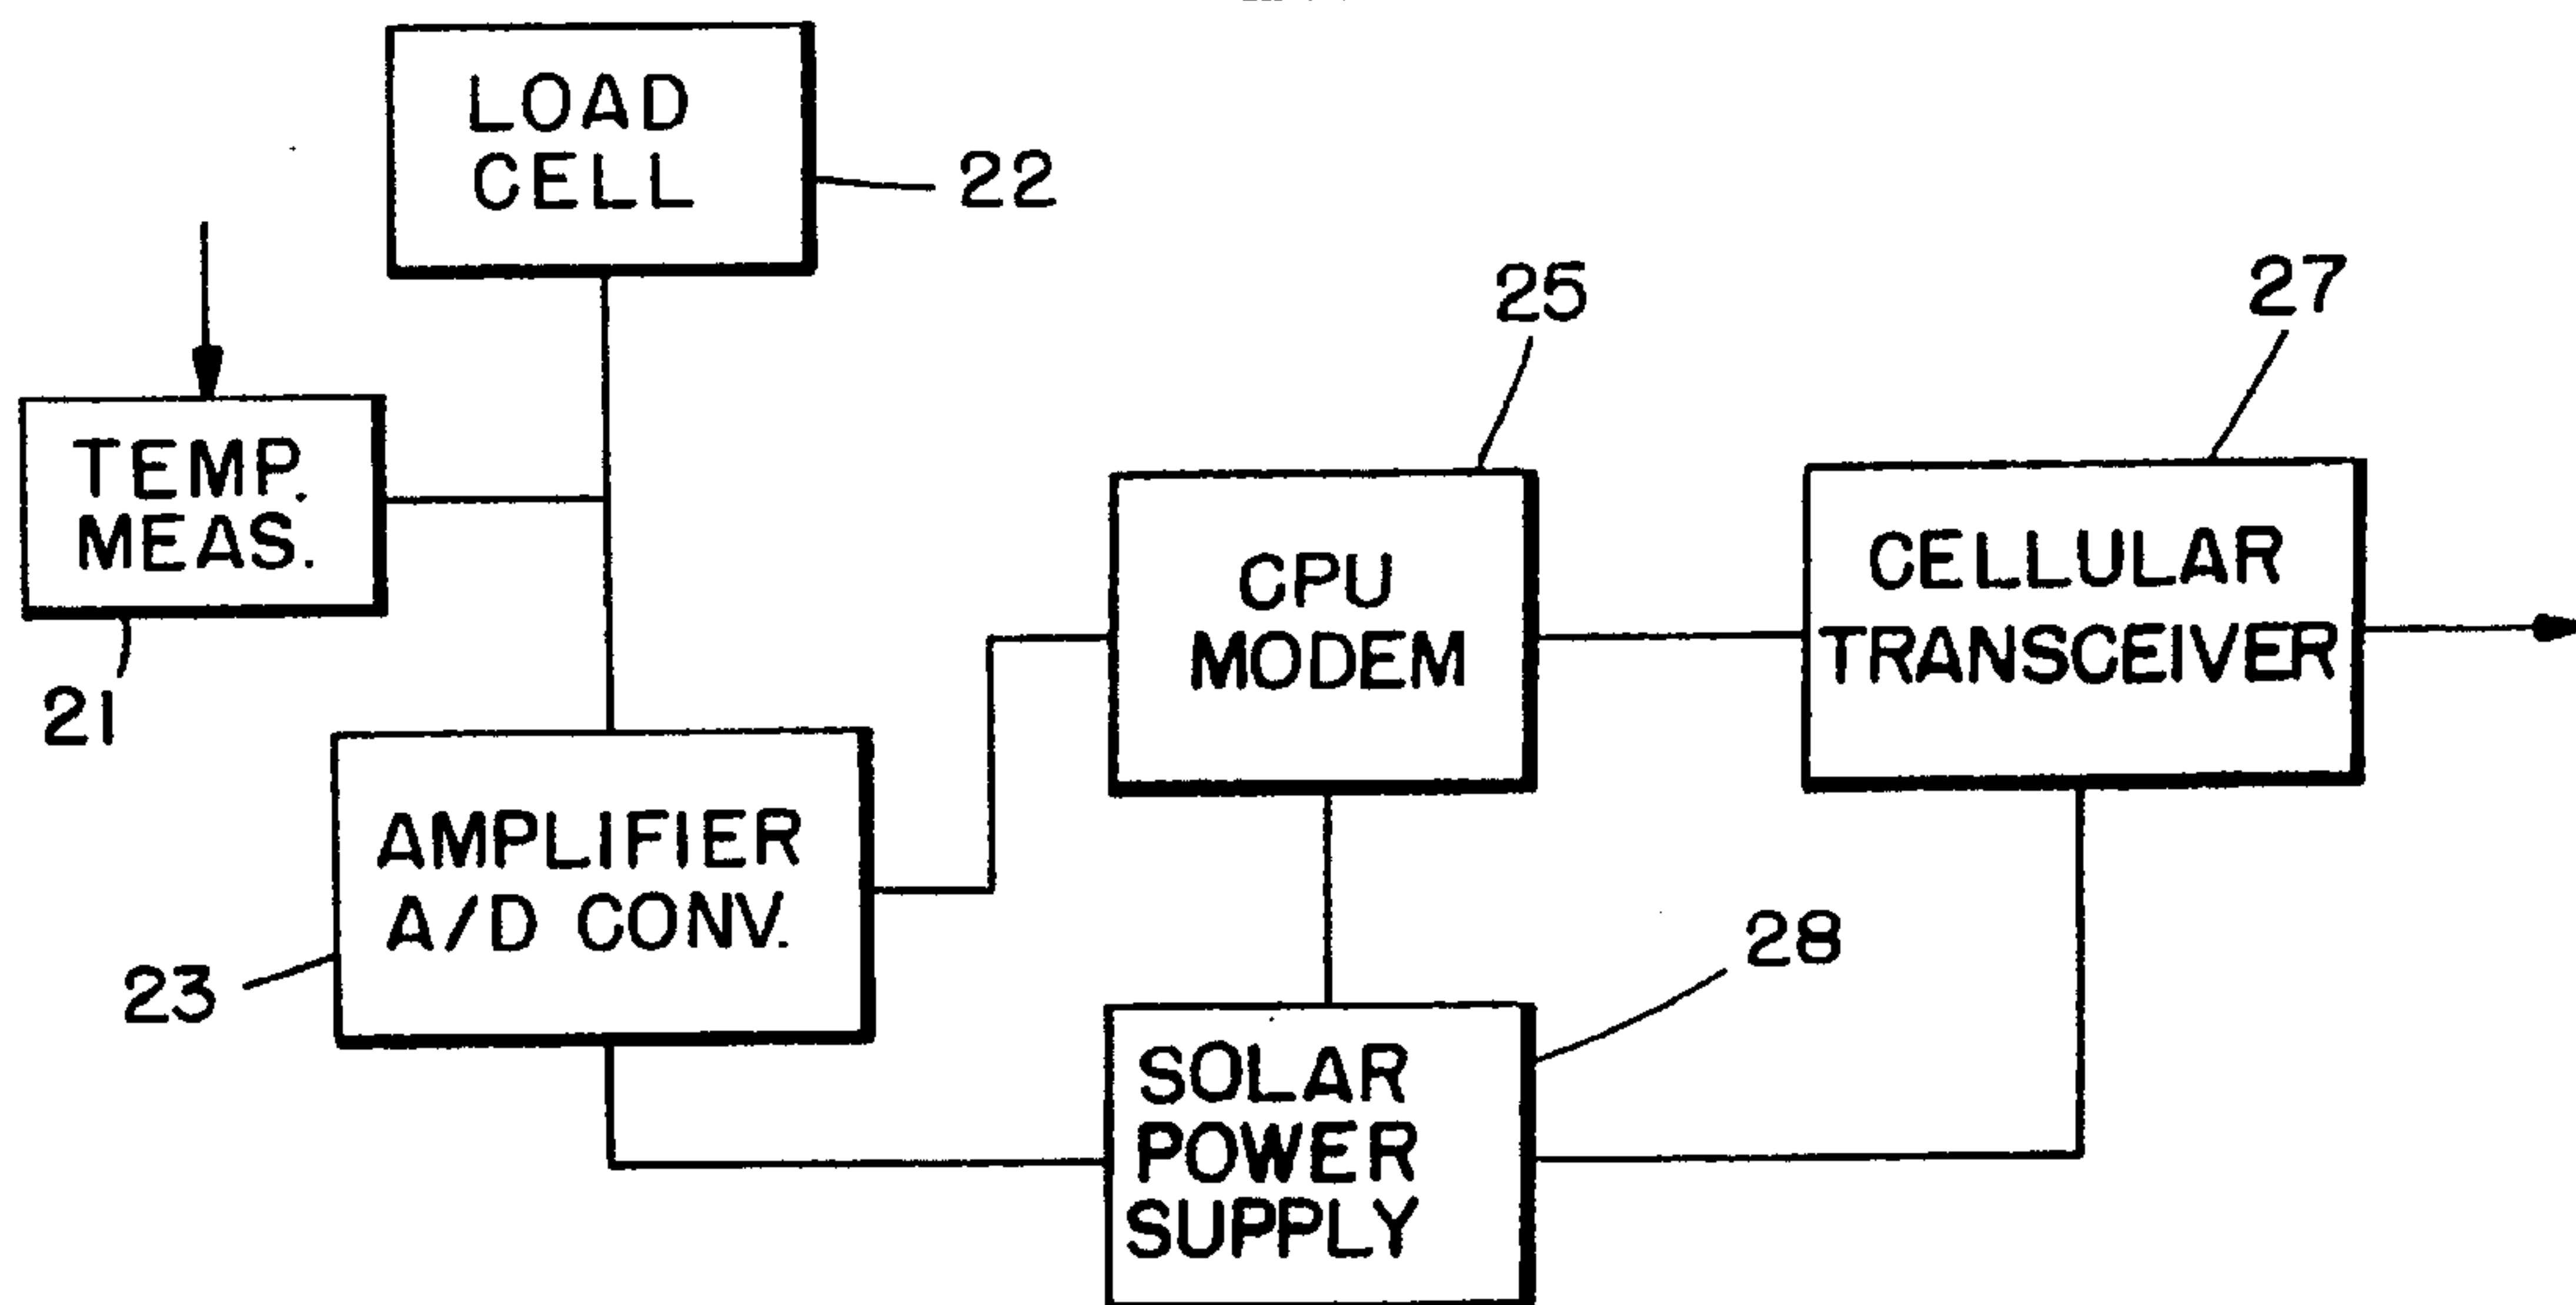 LOAD
CELL
22
TEMP.
MEAS.
21
25
27
CPU
MODEM
CELLULAR
TRANSCEIVER
AMPLIFIER
A/D CONV.
23
28
SOLAR
POWER
SUPPLY